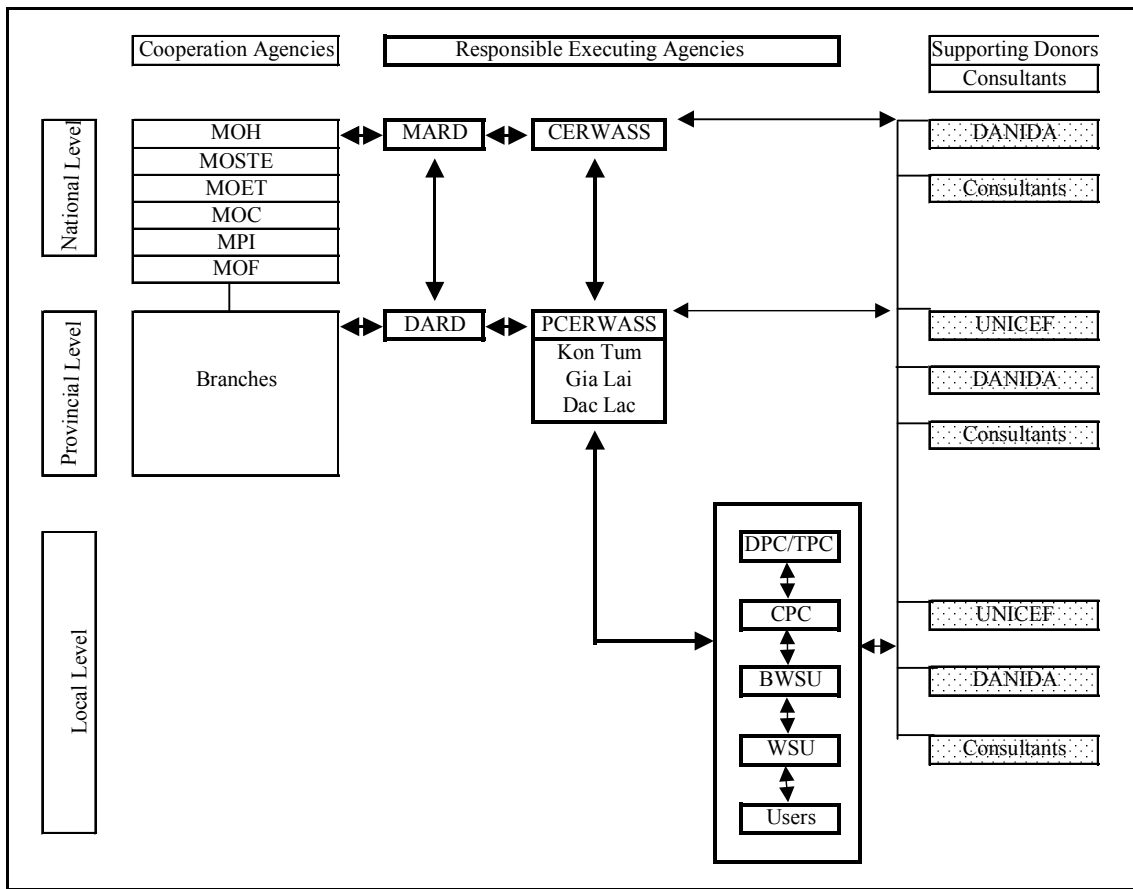 Cooperation Agencies
Responsible Executing Agencies
Supporting Donors
Consultants
National Level
MOH
MOSTE
MOET
MOC
MPI
MOF
MARD
CERWASS
DANIDA
Consultants
Provincial Level
Branches
DARD
PCERWASS
Kon Tum
Gia Lai
Dac Lac
UNICEF
DANIDA
Consultants
Local Level
DPC/TPC
CPC
BWSU
WSU
Users
UNICEF
DANIDA
Consultants